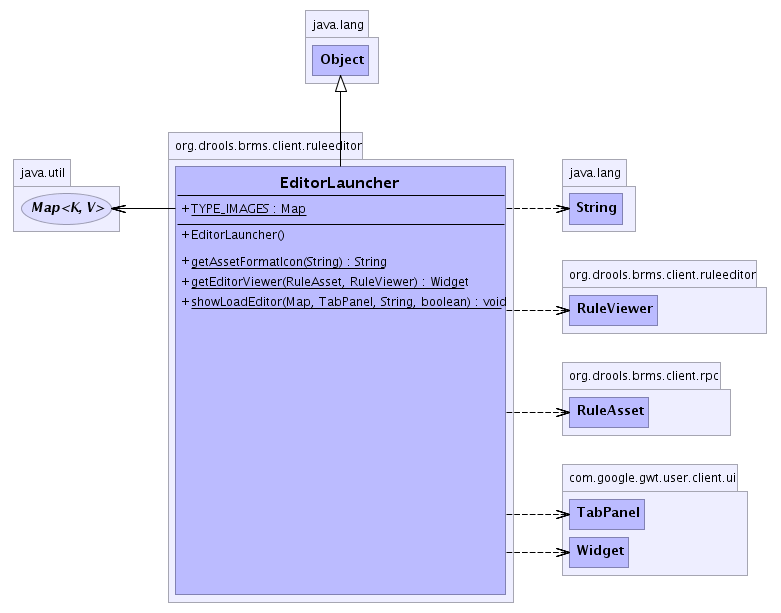 java.lang
Object
org.drools.brms.client.ruleeditor
EditorLauncher
+TYPE_IMAGES : Map
+EditorLauncher()
+getAssetFormatIcon(String) : String
+getEditorViewer(RuleAsset, RuleViewer) : Widget
+showLoadEditor(Map, TabPanel, String, boolean) : void
java.util
Map<K, V>
java.lang
String
org.drools.brms.client.ruleeditor
RuleViewer
org.drools.brms.client.rpc
RuleAsset
com.google.gwt.user.client.ui
TabPanel
Widget